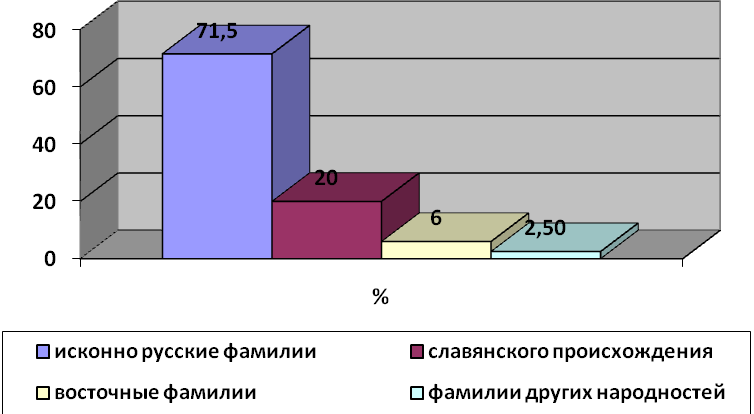 80
60
40
20
0
71,5
20
6
2,50
%
исконно русские фамилии
славянского происхождения
восточные фамилии
фамилии других народностей